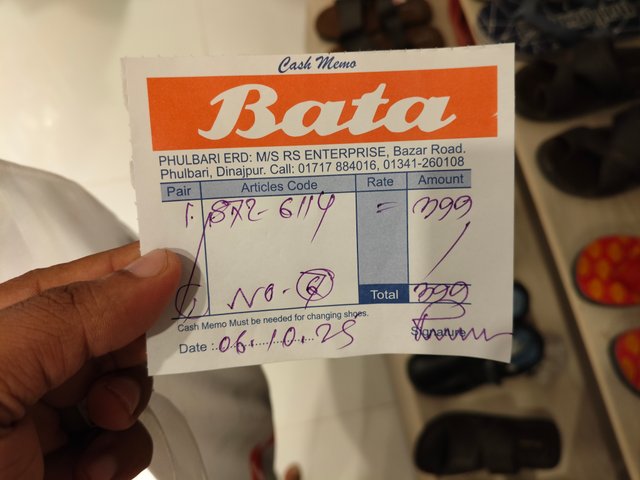 Cash Memo
Bata
PHULBARI ERD: M/S RS ENTERPRISE, Bazar Road.
Phulbari, Dinajpur. Call: 01717 884016, 01341-260108
Pair Articles Code Rate Amount
1. 872-6114 = 399
NO-6
Total 399
Cash Memo Must be needed for changing shoes.
Date :.06.10.25 Signature